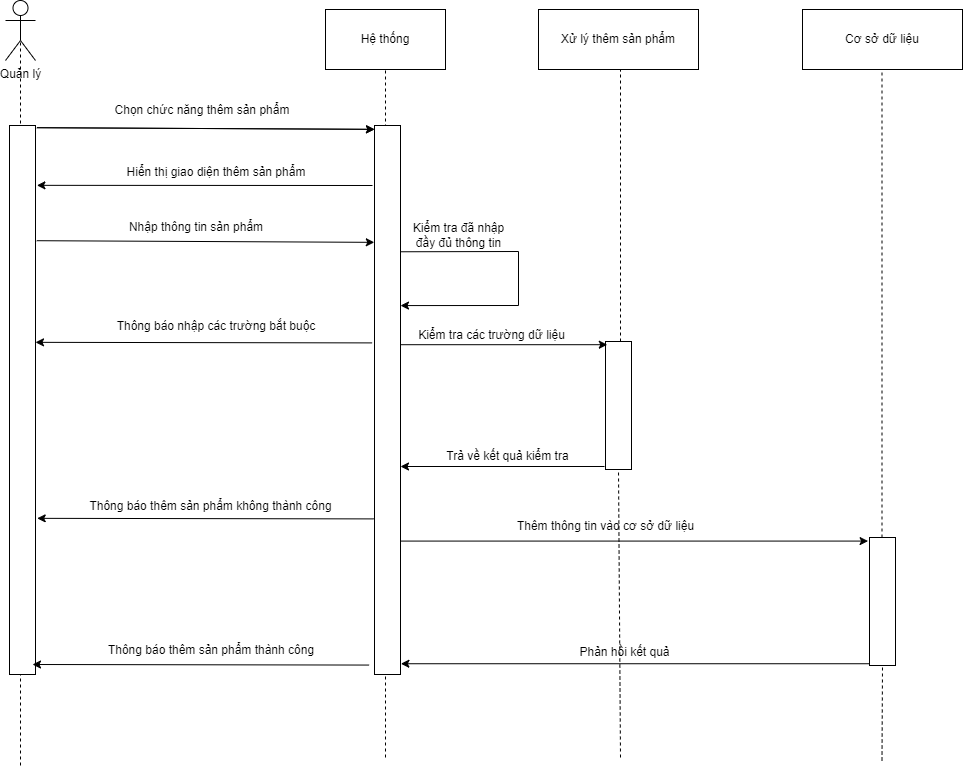 Quản lý
Hệ thống
Xử lý thêm sản phẩm
Cơ sở dữ liệu
Chọn chức năng thêm sản phẩm
Hiển thị giao diện thêm sản phẩm
Nhập thông tin sản phẩm
Kiểm tra đã nhập
đầy đủ thông tin
Thông báo nhập các trường bắt buộc
Kiểm tra các trường dữ liệu
Trả về kết quả kiểm tra
Thông báo thêm sản phẩm không thành công
Thêm thông tin vào cơ sở dữ liệu
Thông báo thêm sản phẩm thành công
Phản hồi kết quả